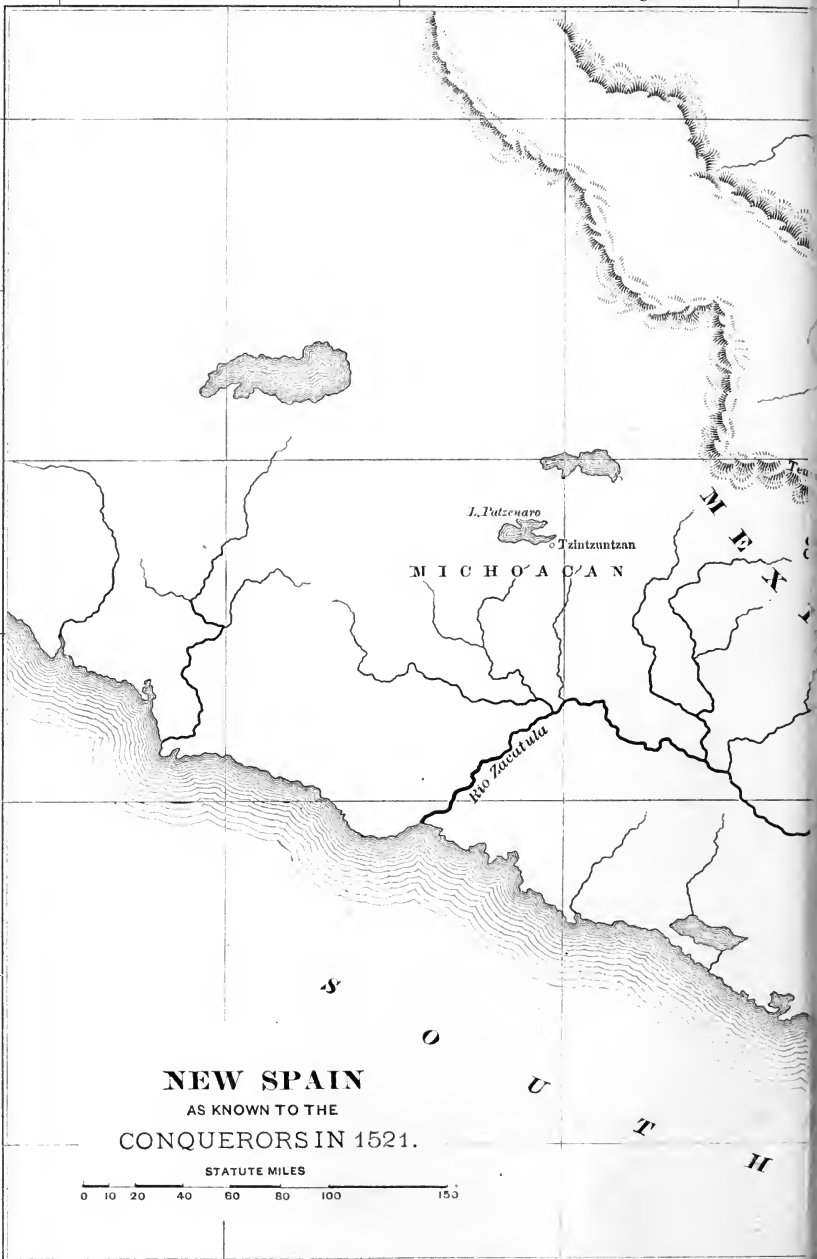 Teu
M E X I
L. Patzcuaro
Tzintzuntzan
M I C H O A C A N
Rio Zacatula
S O U T H
NEW SPAIN
AS KNOWN TO THE
CONQUERORS IN 1521.
STATUTE MILES
0 10 20 40 60 80 100 150